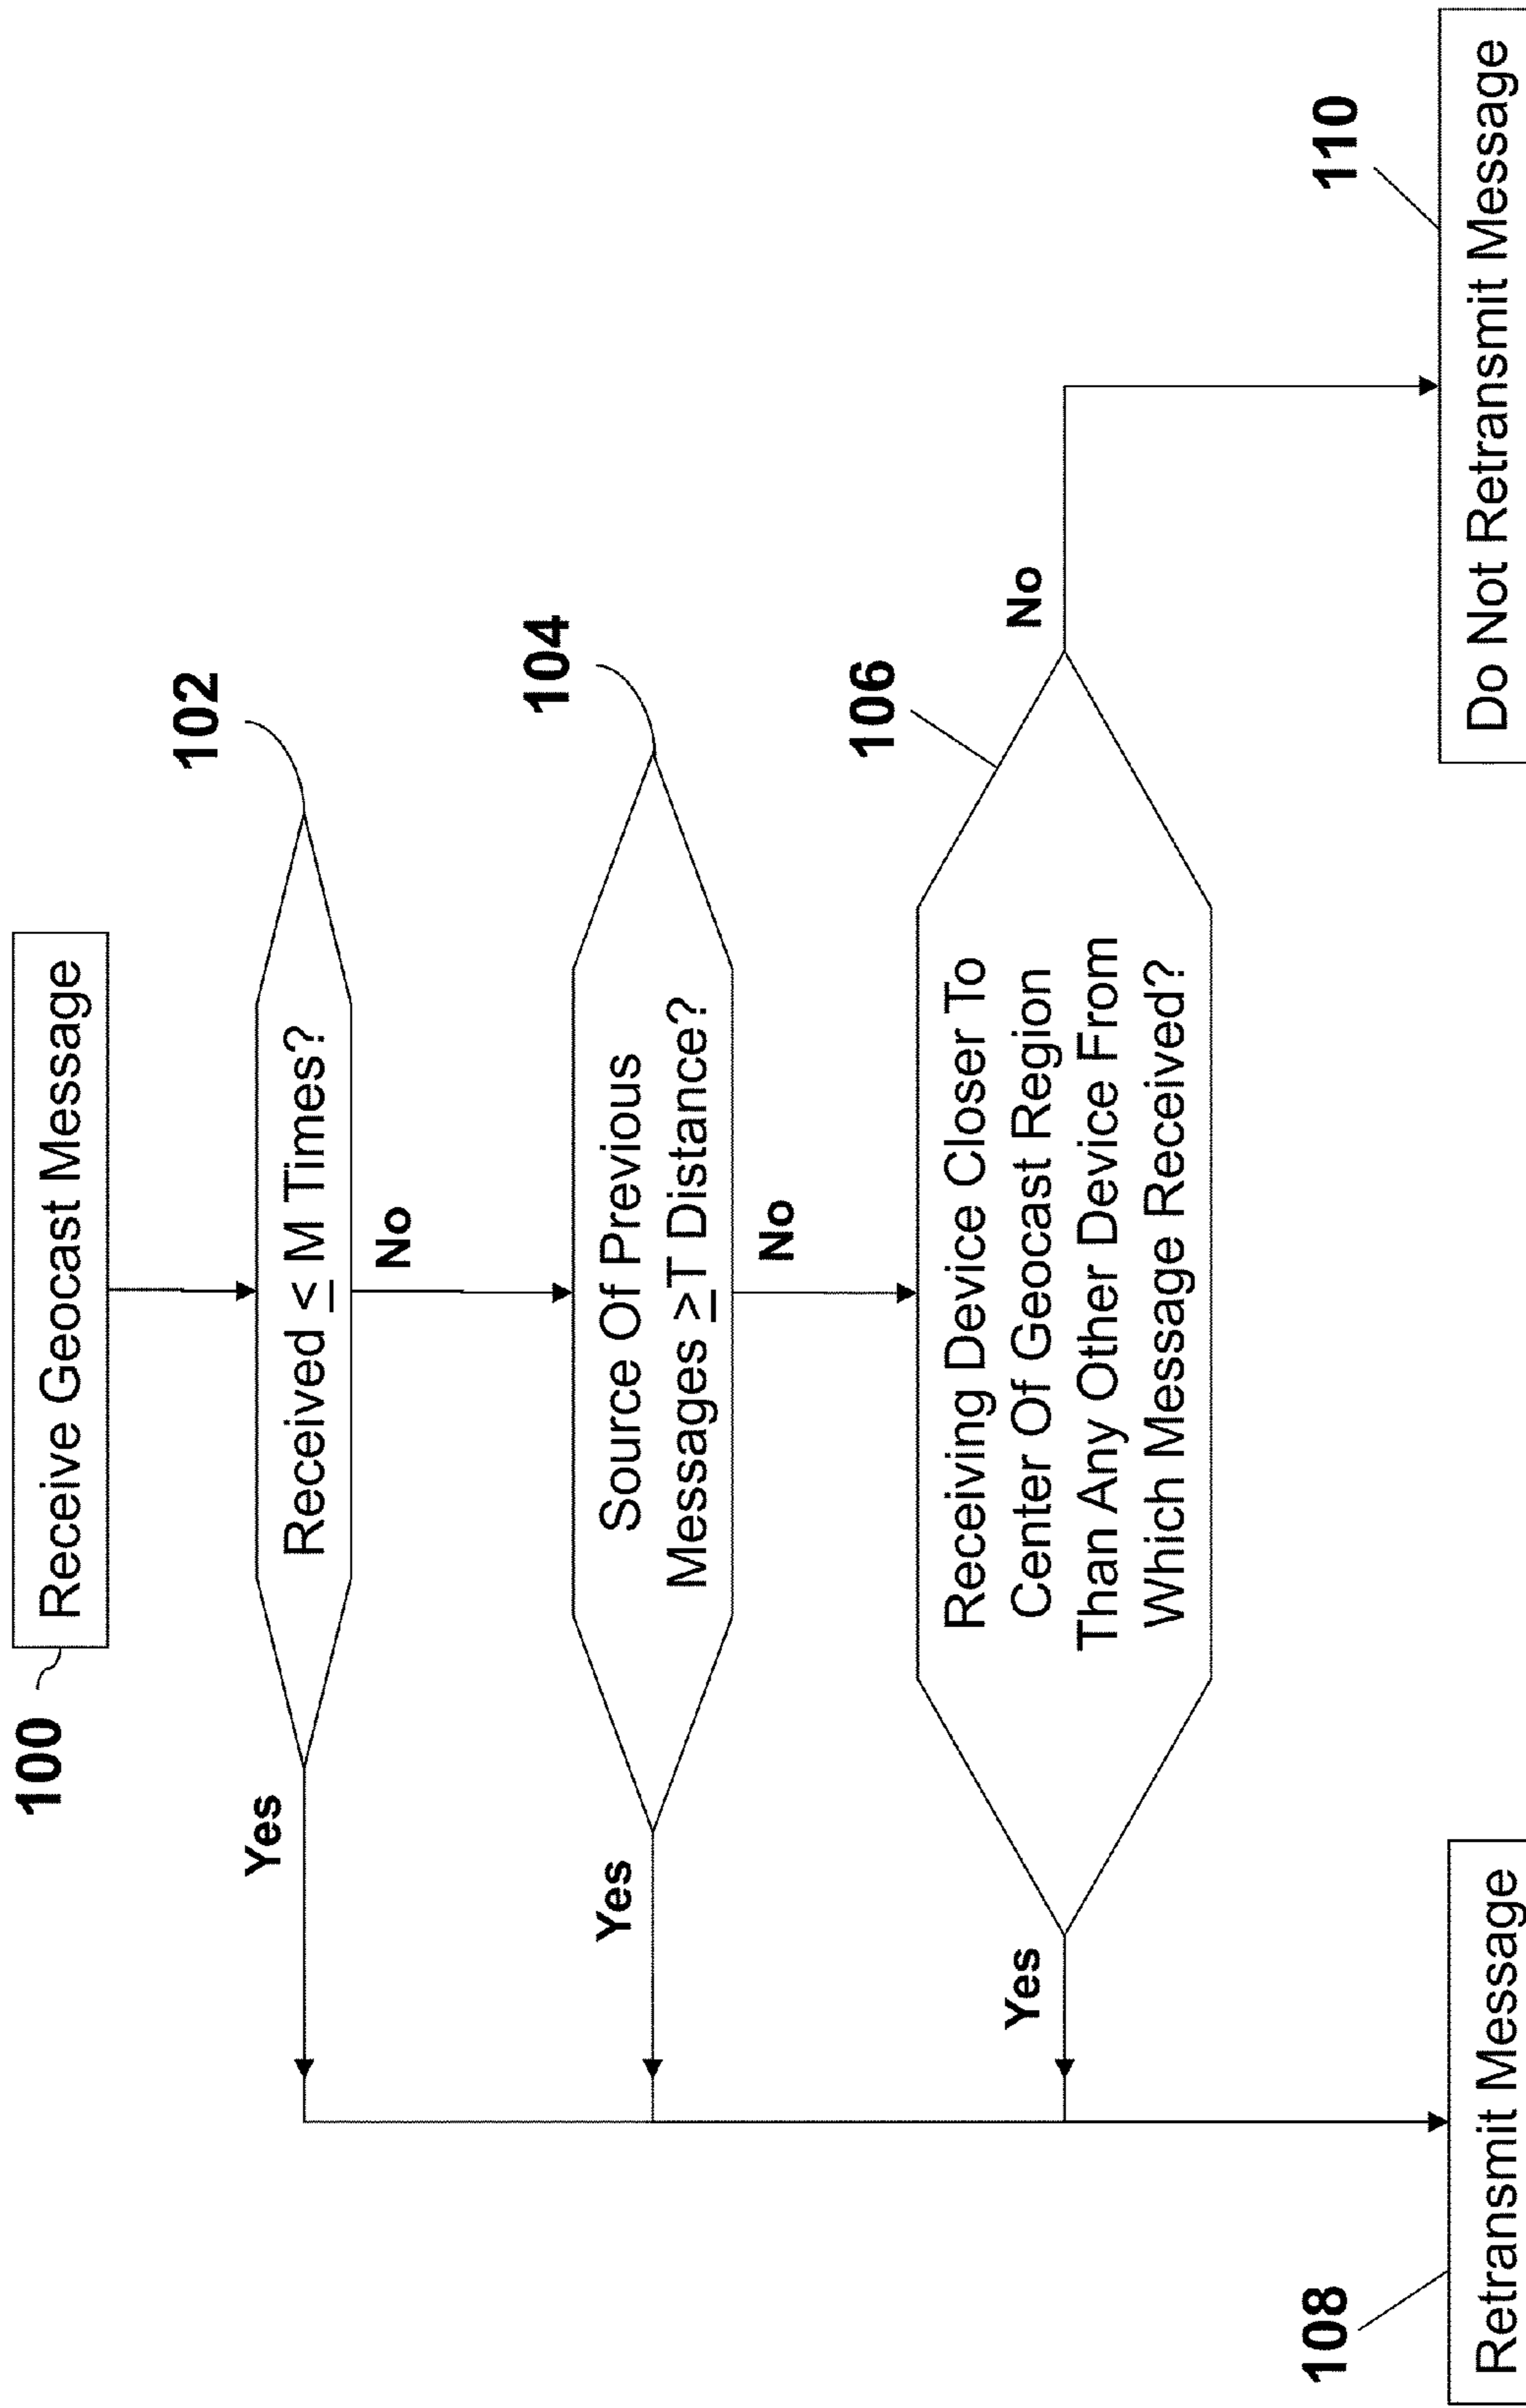 100
Receive Geocast Message
102
Received ≤ M Times?
Yes
No
104
Source Of Previous
Messages ≥T Distance?
Yes
No
106
Receiving Device Closer To
Center Of Geocast Region
Than Any Other Device From
Which Message Received?
Yes
No
108
Retransmit Message
110
Do Not Retransmit Message